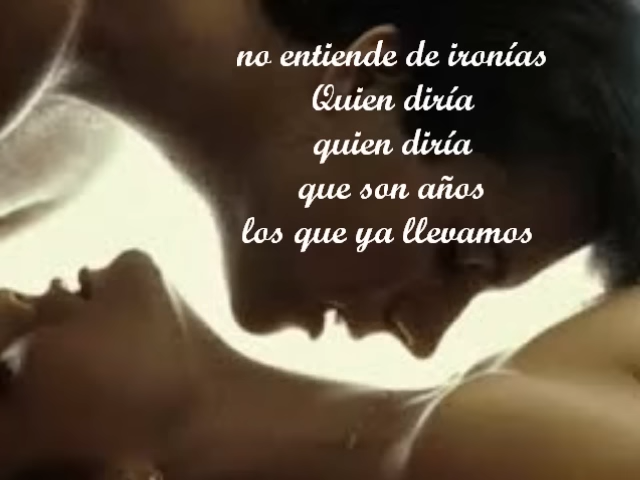 no entiende de ironías
Quien diría
quien diría
que son años
los que ya llevamos